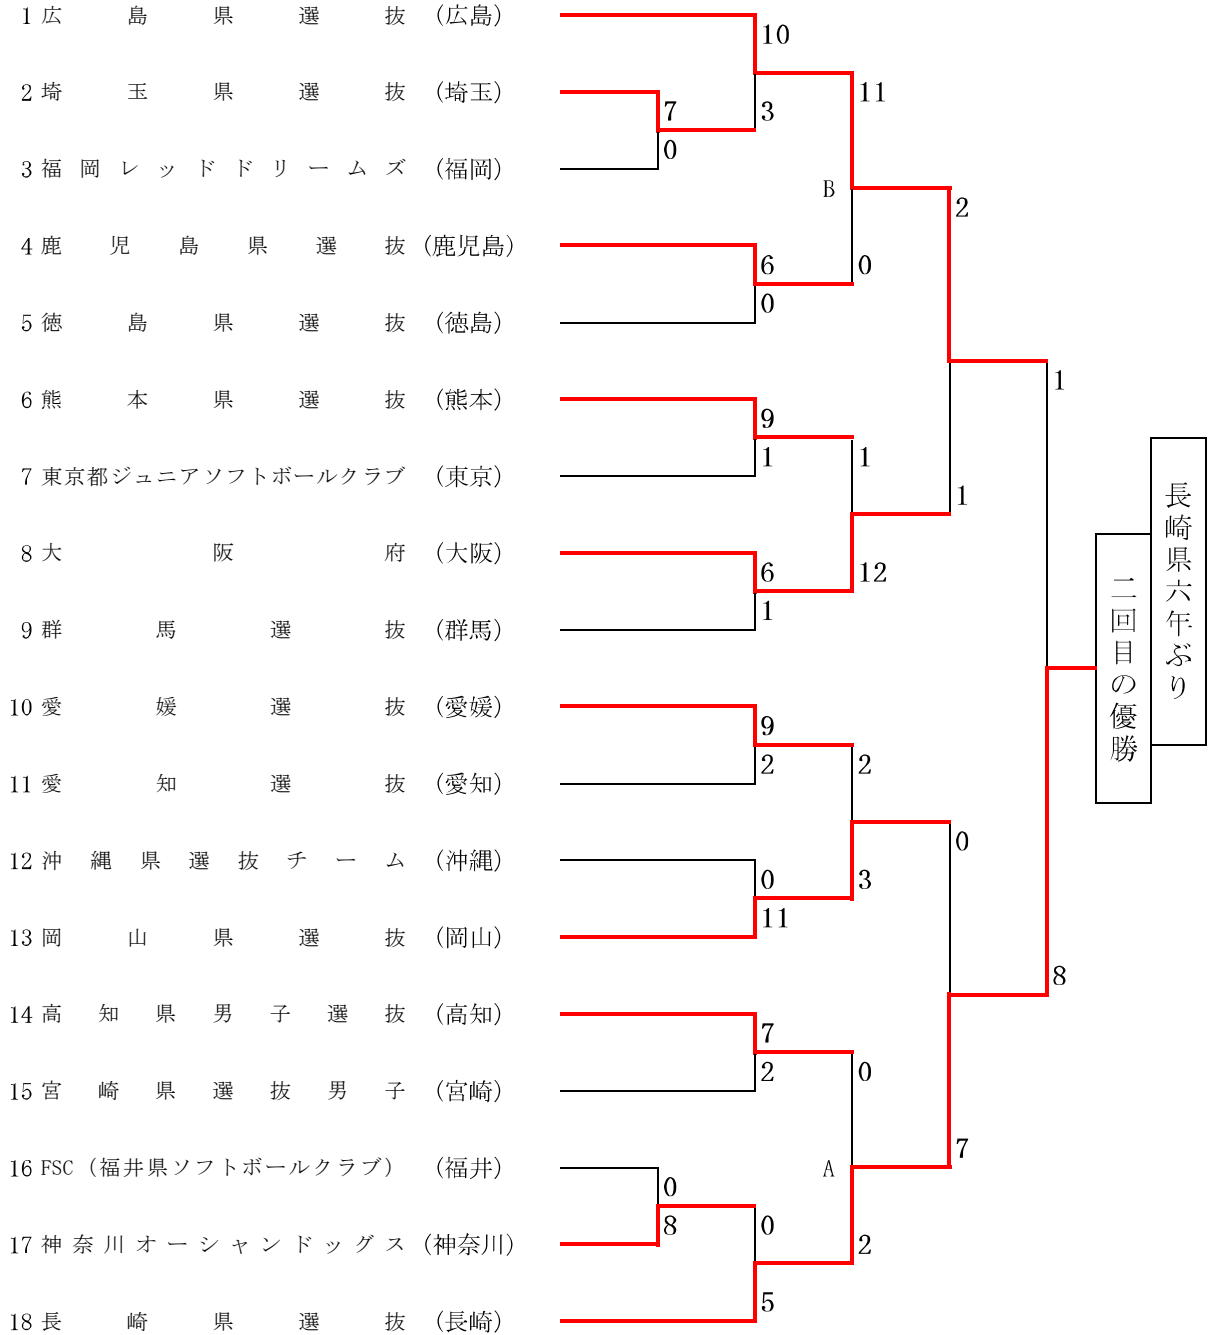 1 広島県選抜 （広島）
2 埼玉県選抜 （埼玉）
3 福岡レッドドリームズ （福岡）
4 鹿児島県選抜 （鹿児島）
5 徳島県選抜 （徳島）
6 熊本県選抜 （熊本）
7 東京都ジュニアソフトボールクラブ （東京）
8 大阪府 （大阪）
9 群馬選抜 （群馬）
10 愛媛選抜 （愛媛）
11 愛知選抜 （愛知）
12 沖縄県選抜チーム （沖縄）
13 岡山県選抜 （岡山）
14 高知県男子選抜 （高知）
15 宮崎県選抜男子 （宮崎）
16 FSC（福井県ソフトボールクラブ） （福井）
17 神奈川オーシャンドッグス （神奈川）
18 長崎県選抜 （長崎）
7
0
0
8
10
3
6
0
9
1
6
1
9
2
0
11
7
2
0
5
11
B
0
1
12
2
3
0
A
2
2
1
0
7
1
8
長崎県六年ぶり
二回目の優勝